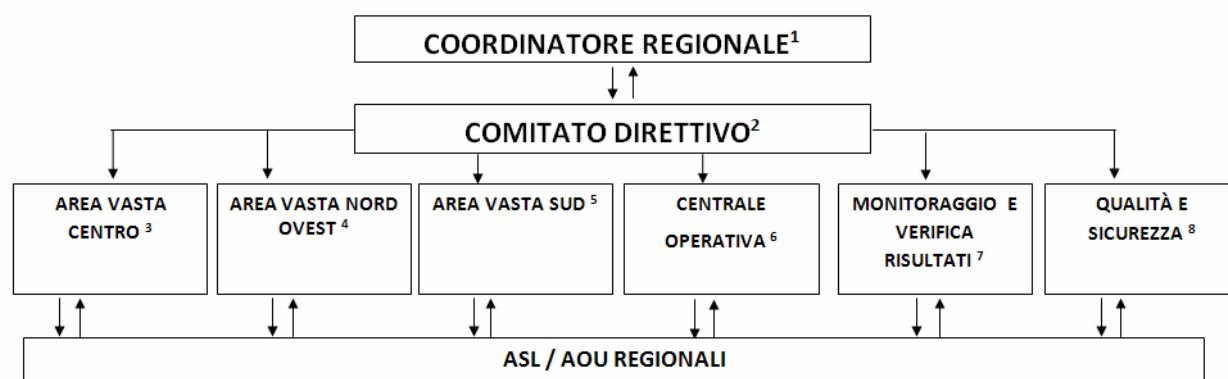 COORDINATORE REGIONALE¹
COMITATO DIRETTIVO²
AREA VASTA
CENTRO ³
AREA VASTA NORD
OVEST ⁴
AREA VASTA SUD ⁵
CENTRALE
OPERATIVA ⁶
MONITORAGGIO E
VERIFICA
RISULTATI ⁷
QUALITÀ E
SICUREZZA ⁸
ASL / AOU REGIONALI